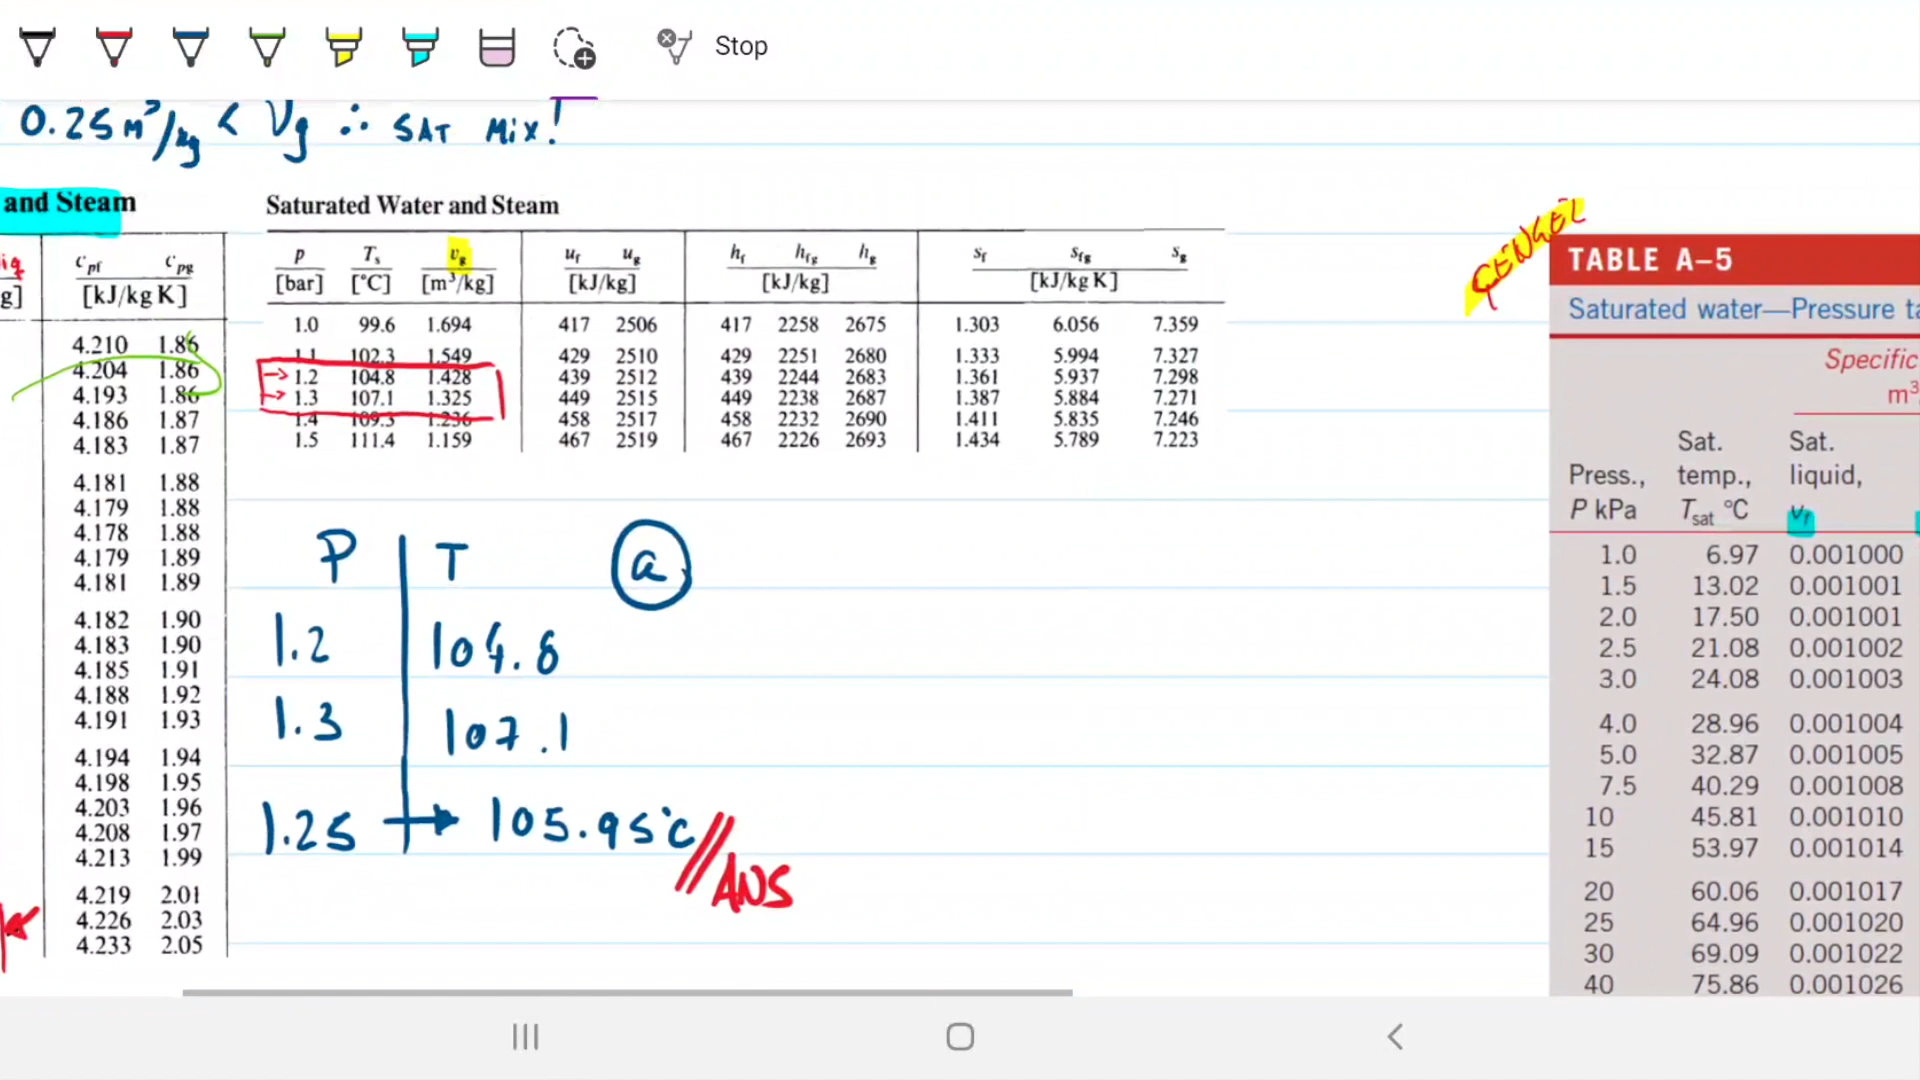 Stop
0.25 m³/kg < Vg ∴ SAT MIX!
and Steam
Cpf Cpg
[kJ/kg K]
4.210 1.86
4.204 1.86
4.193 1.86
4.186 1.87
4.183 1.87
4.181 1.88
4.179 1.88
4.178 1.88
4.179 1.89
4.181 1.89
4.182 1.90
4.183 1.90
4.185 1.91
4.188 1.92
4.191 1.93
4.194 1.94
4.198 1.95
4.203 1.96
4.208 1.97
4.213 1.99
4.219 2.01
4.226 2.03
4.233 2.05
Saturated Water and Steam
p Ts vg uf ug hf hfg hg sf sfg sg
[bar] [°C] [m³/kg] [kJ/kg] [kJ/kg] [kJ/kg K]
1.0 99.6 1.694 417 2506 417 2258 2675 1.303 6.056 7.359
1.1 102.3 1.549 429 2510 429 2251 2680 1.333 5.994 7.327
1.2 104.8 1.428 439 2512 439 2244 2683 1.361 5.937 7.298
1.3 107.1 1.325 449 2515 449 2238 2687 1.387 5.884 7.271
1.4 109.3 1.236 458 2517 458 2232 2690 1.411 5.835 7.246
1.5 111.4 1.159 467 2519 467 2226 2693 1.434 5.789 7.223
P T a
1.2 104.8
1.3 107.1
1.25 → 105.95°C // ANS
ÇENGEL
TABLE A–5
Saturated water—Pressure ta
Specific
m³
Sat. Sat.
Press., temp., liquid,
P kPa Tsat °C vf
1.0 6.97 0.001000
1.5 13.02 0.001001
2.0 17.50 0.001001
2.5 21.08 0.001002
3.0 24.08 0.001003
4.0 28.96 0.001004
5.0 32.87 0.001005
7.5 40.29 0.001008
10 45.81 0.001010
15 53.97 0.001014
20 60.06 0.001017
25 64.96 0.001020
30 69.09 0.001022
40 75.86 0.001026